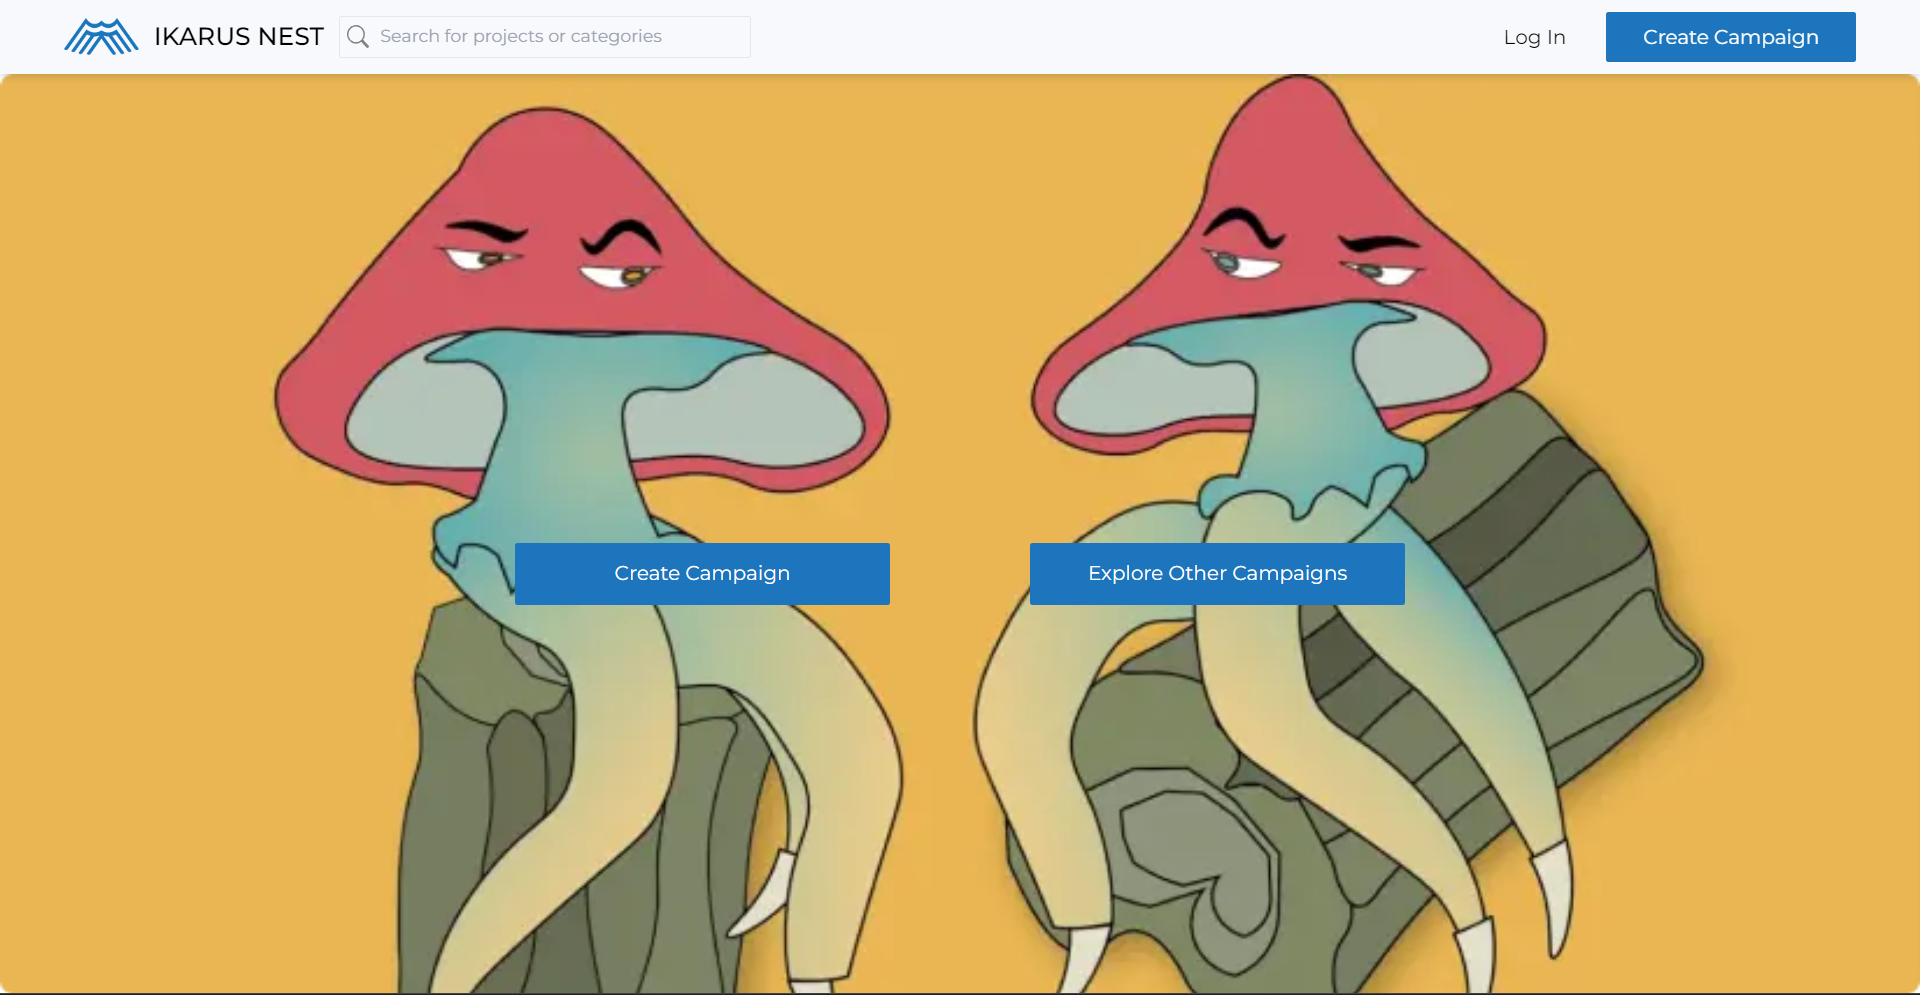 IKARUS NEST
Search for projects or categories
Log In
Create Campaign
Create Campaign
Explore Other Campaigns